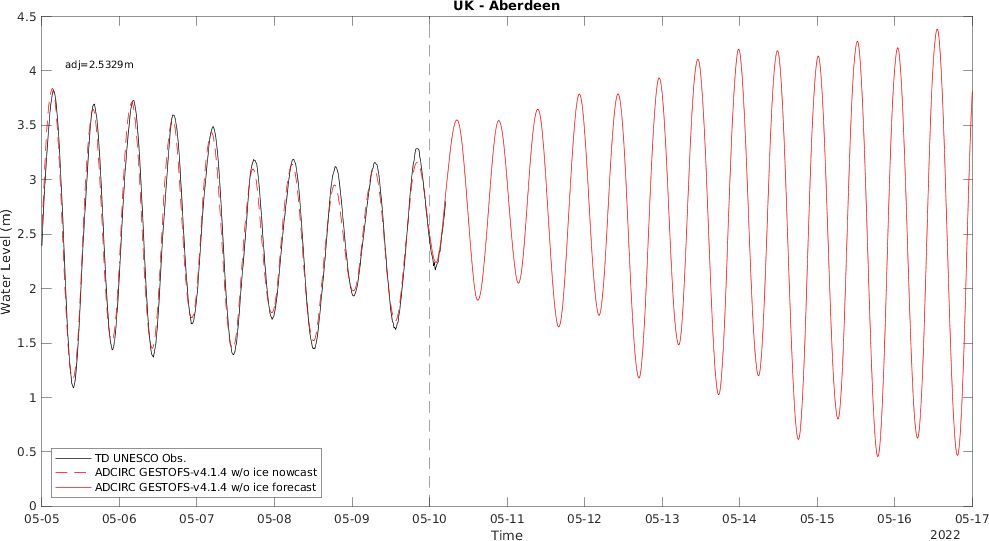 UK - Aberdeen
adj=2.5329m
Water Level (m)
4.5
4
3.5
3
2.5
2
1.5
1
0.5
0
TD UNESCO Obs.
ADCIRC GESTOFS-v4.1.4 w/o ice nowcast
ADCIRC GESTOFS-v4.1.4 w/o ice forecast
05-05 05-06 05-07 05-08 05-09 05-10 05-11 05-12 05-13 05-14 05-15 05-16 05-17
Time
2022